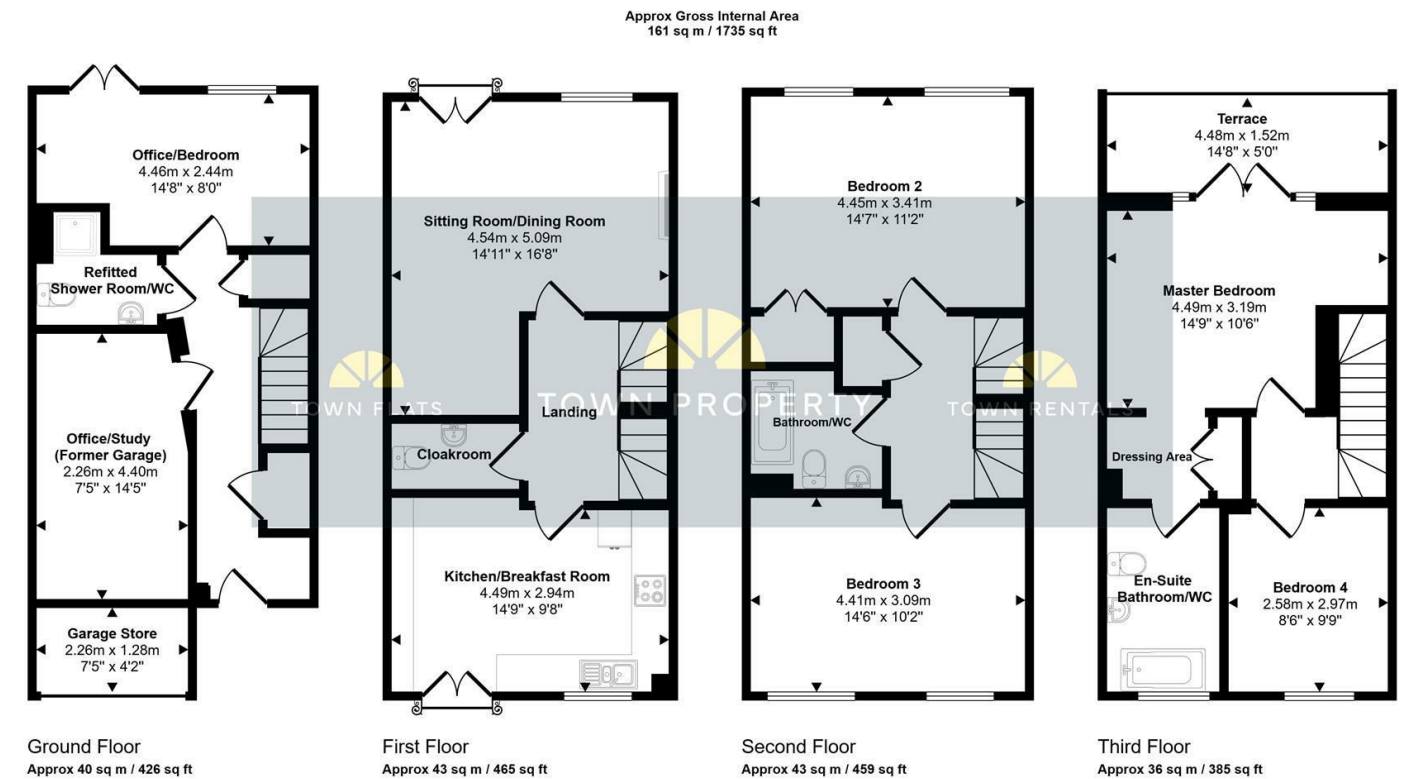 Approx Gross Internal Area
161 sq m / 1735 sq ft
Office/Bedroom
4.46m x 2.44m
14'8" x 8'0"
Refitted
Shower Room/WC
Office/Study
(Former Garage)
2.26m x 4.40m
7'5" x 14'5"
Garage Store
2.26m x 1.28m
7'5" x 4'2"
Ground Floor
Approx 40 sq m / 426 sq ft
Sitting Room/Dining Room
4.54m x 5.09m
14'11" x 16'8"
Landing
Cloakroom
Kitchen/Breakfast Room
4.49m x 2.94m
14'9" x 9'8"
First Floor
Approx 43 sq m / 465 sq ft
Bedroom 2
4.45m x 3.41m
14'7" x 11'2"
Bathroom/WC
Bedroom 3
4.41m x 3.09m
14'6" x 10'2"
Second Floor
Approx 43 sq m / 459 sq ft
Terrace
4.48m x 1.52m
14'8" x 5'0"
Master Bedroom
4.49m x 3.19m
14'9" x 10'6"
Dressing Area
En-Suite
Bathroom/WC
Bedroom 4
2.58m x 2.97m
8'6" x 9'9"
Third Floor
Approx 36 sq m / 385 sq ft
TOWN FLATS
TOWN PROPERTY
TOWN RENTALS